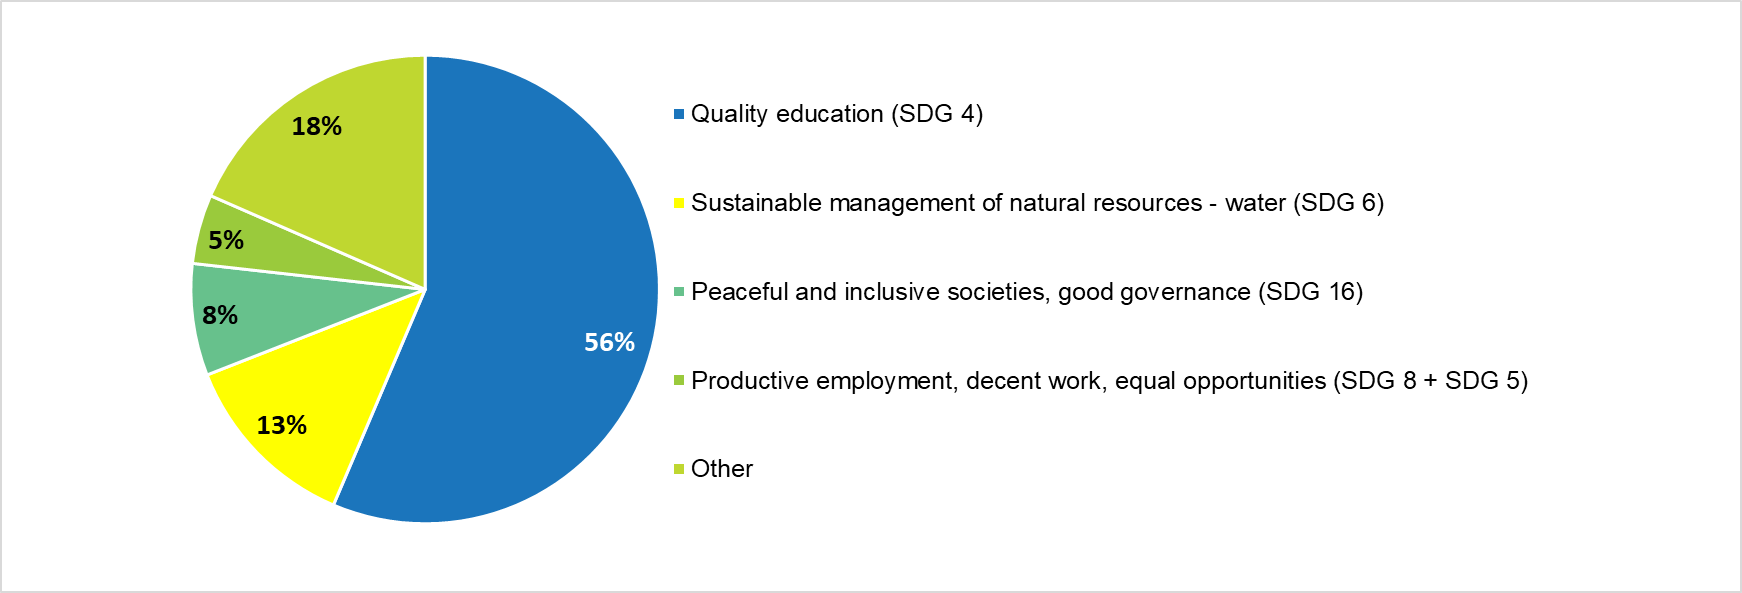 18%
5%
8%
13%
56%
Quality education (SDG 4)
Sustainable management of natural resources - water (SDG 6)
Peaceful and inclusive societies, good governance (SDG 16)
Productive employment, decent work, equal opportunities (SDG 8 + SDG 5)
Other